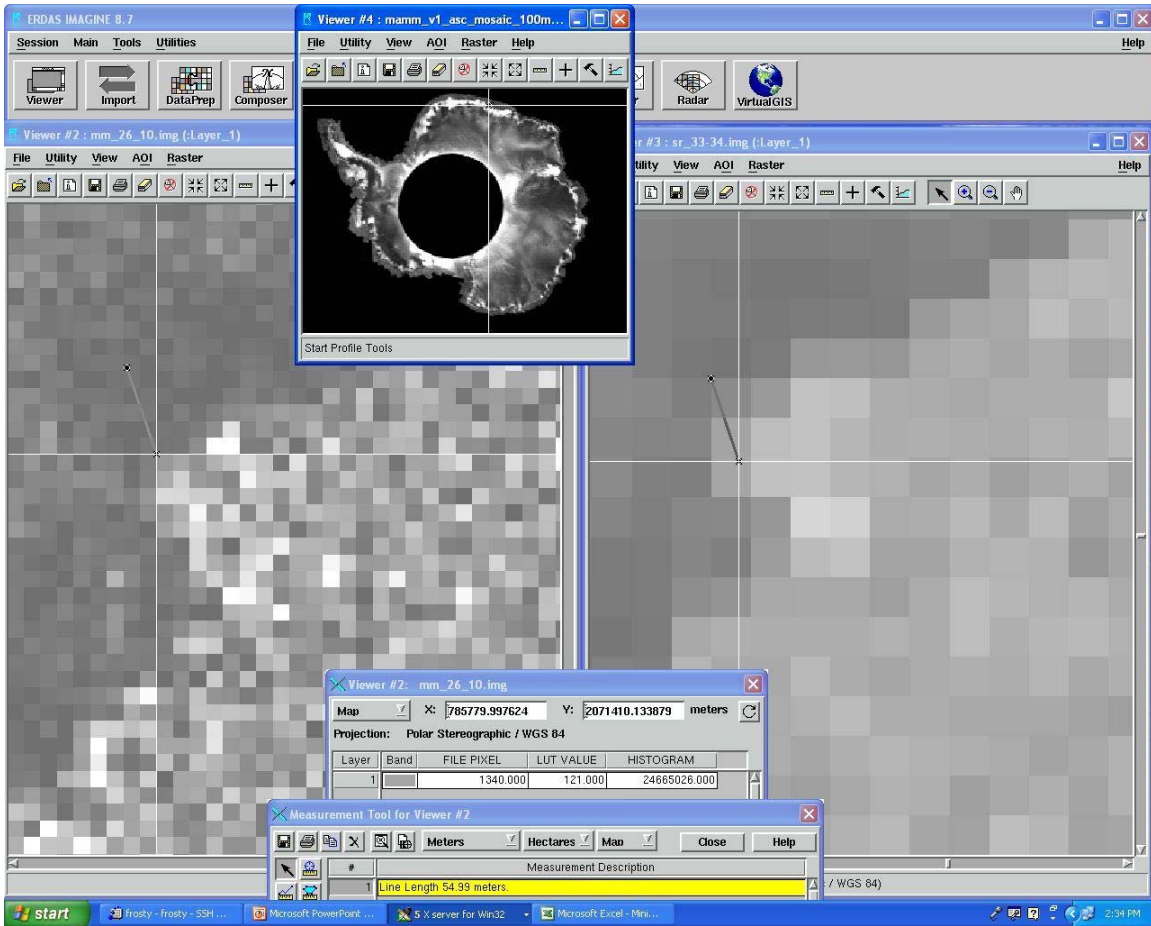 ERDAS IMAGINE 8.7
Session Main Tools Utilities Help
Viewer Import DataPrep Composer Radar VirtualGIS
Viewer #4 : mamm_v1_asc_mosaic_100m...
File Utility View AOI Raster Help
Start Profile Tools
Viewer #2 : mm_26_10.img (:Layer_1)
File Utility View AOI Raster
#3 : sr_33-34.img (:Layer_1)
Utility View AOI Raster Help
Viewer #2: mm_26_10.img
Map X: 785779.997624 Y: 2071410.133879 meters
Projection: Polar Stereographic / WGS 84
Layer Band FILE PIXEL LUT VALUE HISTOGRAM
1 1340.000 121.000 24665026.000
Measurement Tool for Viewer #2
Meters Hectares Map Close Help
# Measurement Description
1 Line Length 54.99 meters.
/ WGS 84)
start frosty - frosty - SSH ... Microsoft PowerPoint ... 5 X server for Win32 Microsoft Excel - Mini... 2:34 PM